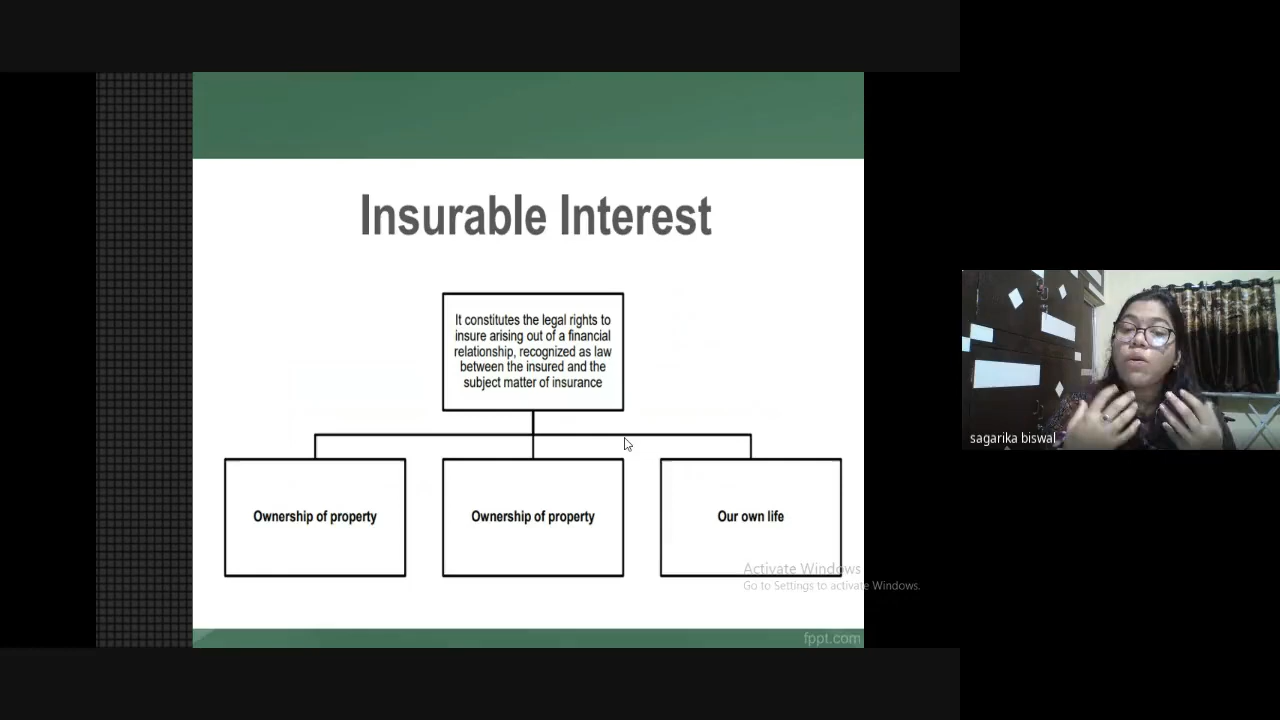 Insurable Interest
It constitutes the legal rights to
insure arising out of a financial
relationship, recognized as law
between the insured and the
subject matter of insurance
Ownership of property
Ownership of property
Our own life
Activate Windows
Go to Settings to activate Windows.
fppt.com
sagarika biswal